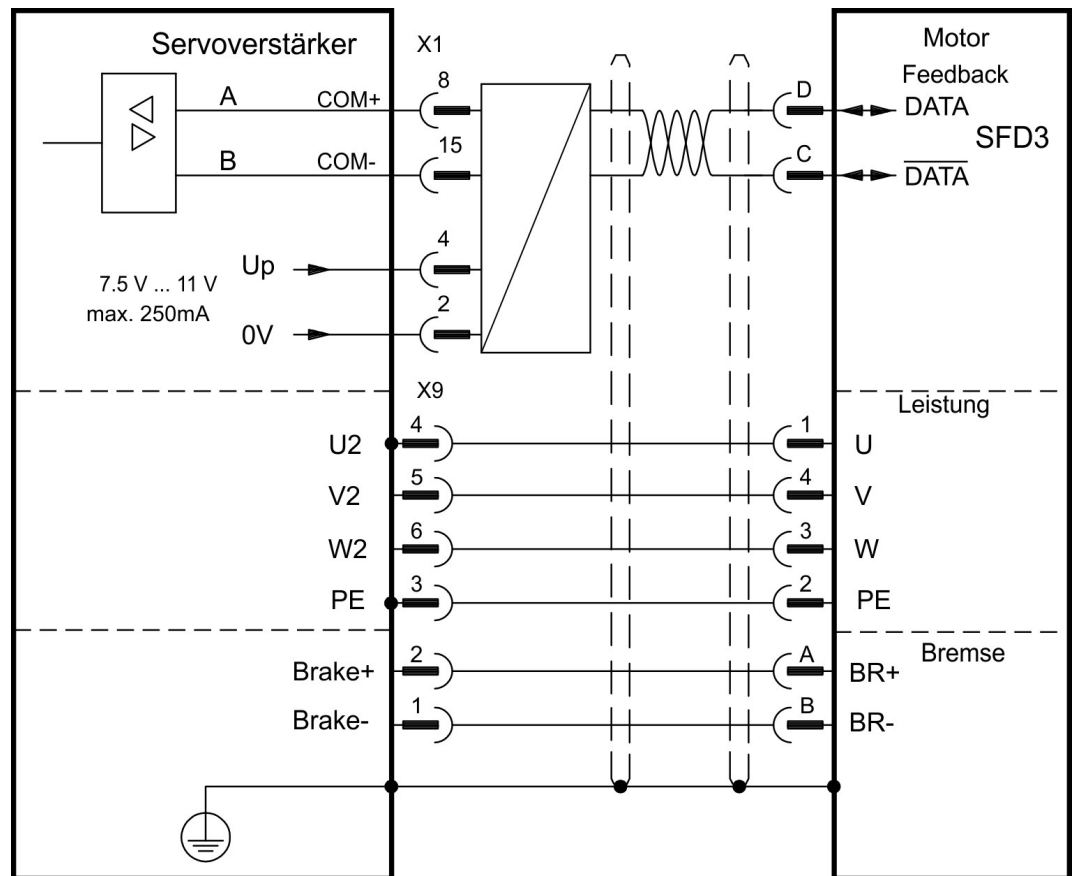 Servoverstärker
X1
Motor
Feedback
A
COM+
8
D
DATA
SFD3
B
COM-
15
C
DATA
Up
4
7.5 V ... 11 V
max. 250mA
0V
2
X9
Leistung
U2
4
1
U
V2
5
4
V
W2
6
3
W
PE
3
2
PE
Bremse
Brake+
2
A
BR+
Brake-
1
B
BR-